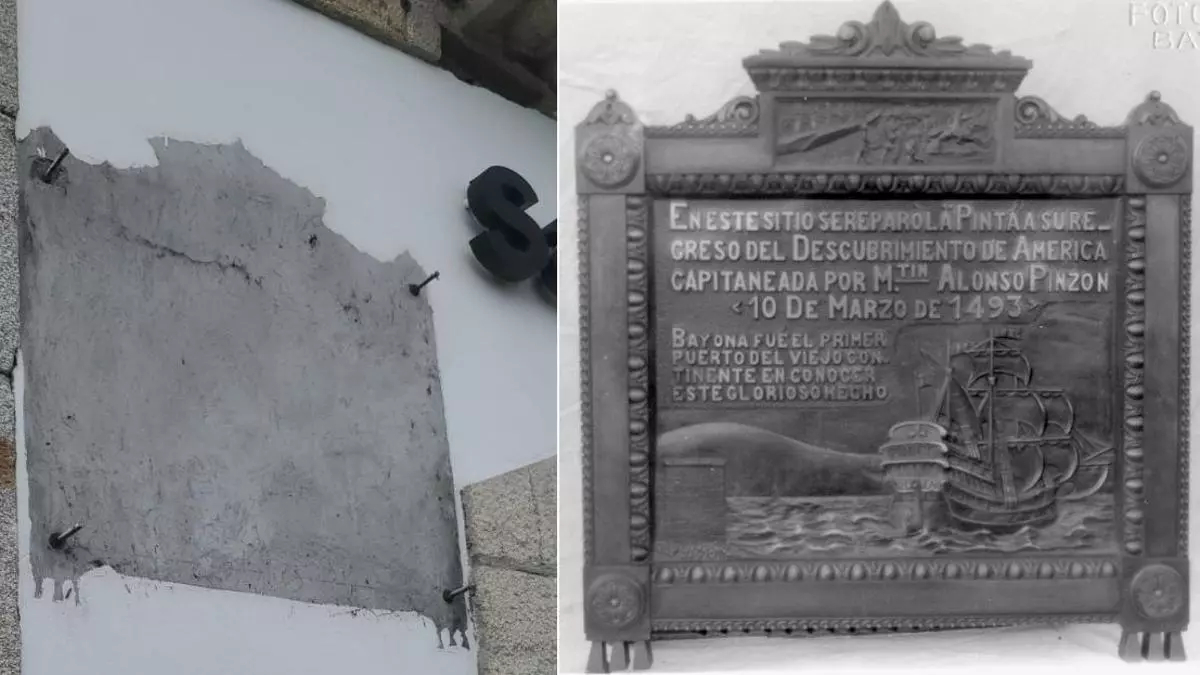 S
FOTO
BA
EN ESTE SITIO SE REPARO LA PINTA A SU RE_
GRESO DEL DESCUBRIMIENTO DE AMERICA
CAPITANEADA POR M.TIN ALONSO PINZON
<10 DE MARZO DE 1493>
BAYONA FUÉ EL PRIMER
PUERTO DEL VIEJO CON_
TINENTE EN CONOCER
ESTE GLORIOSO HECHO